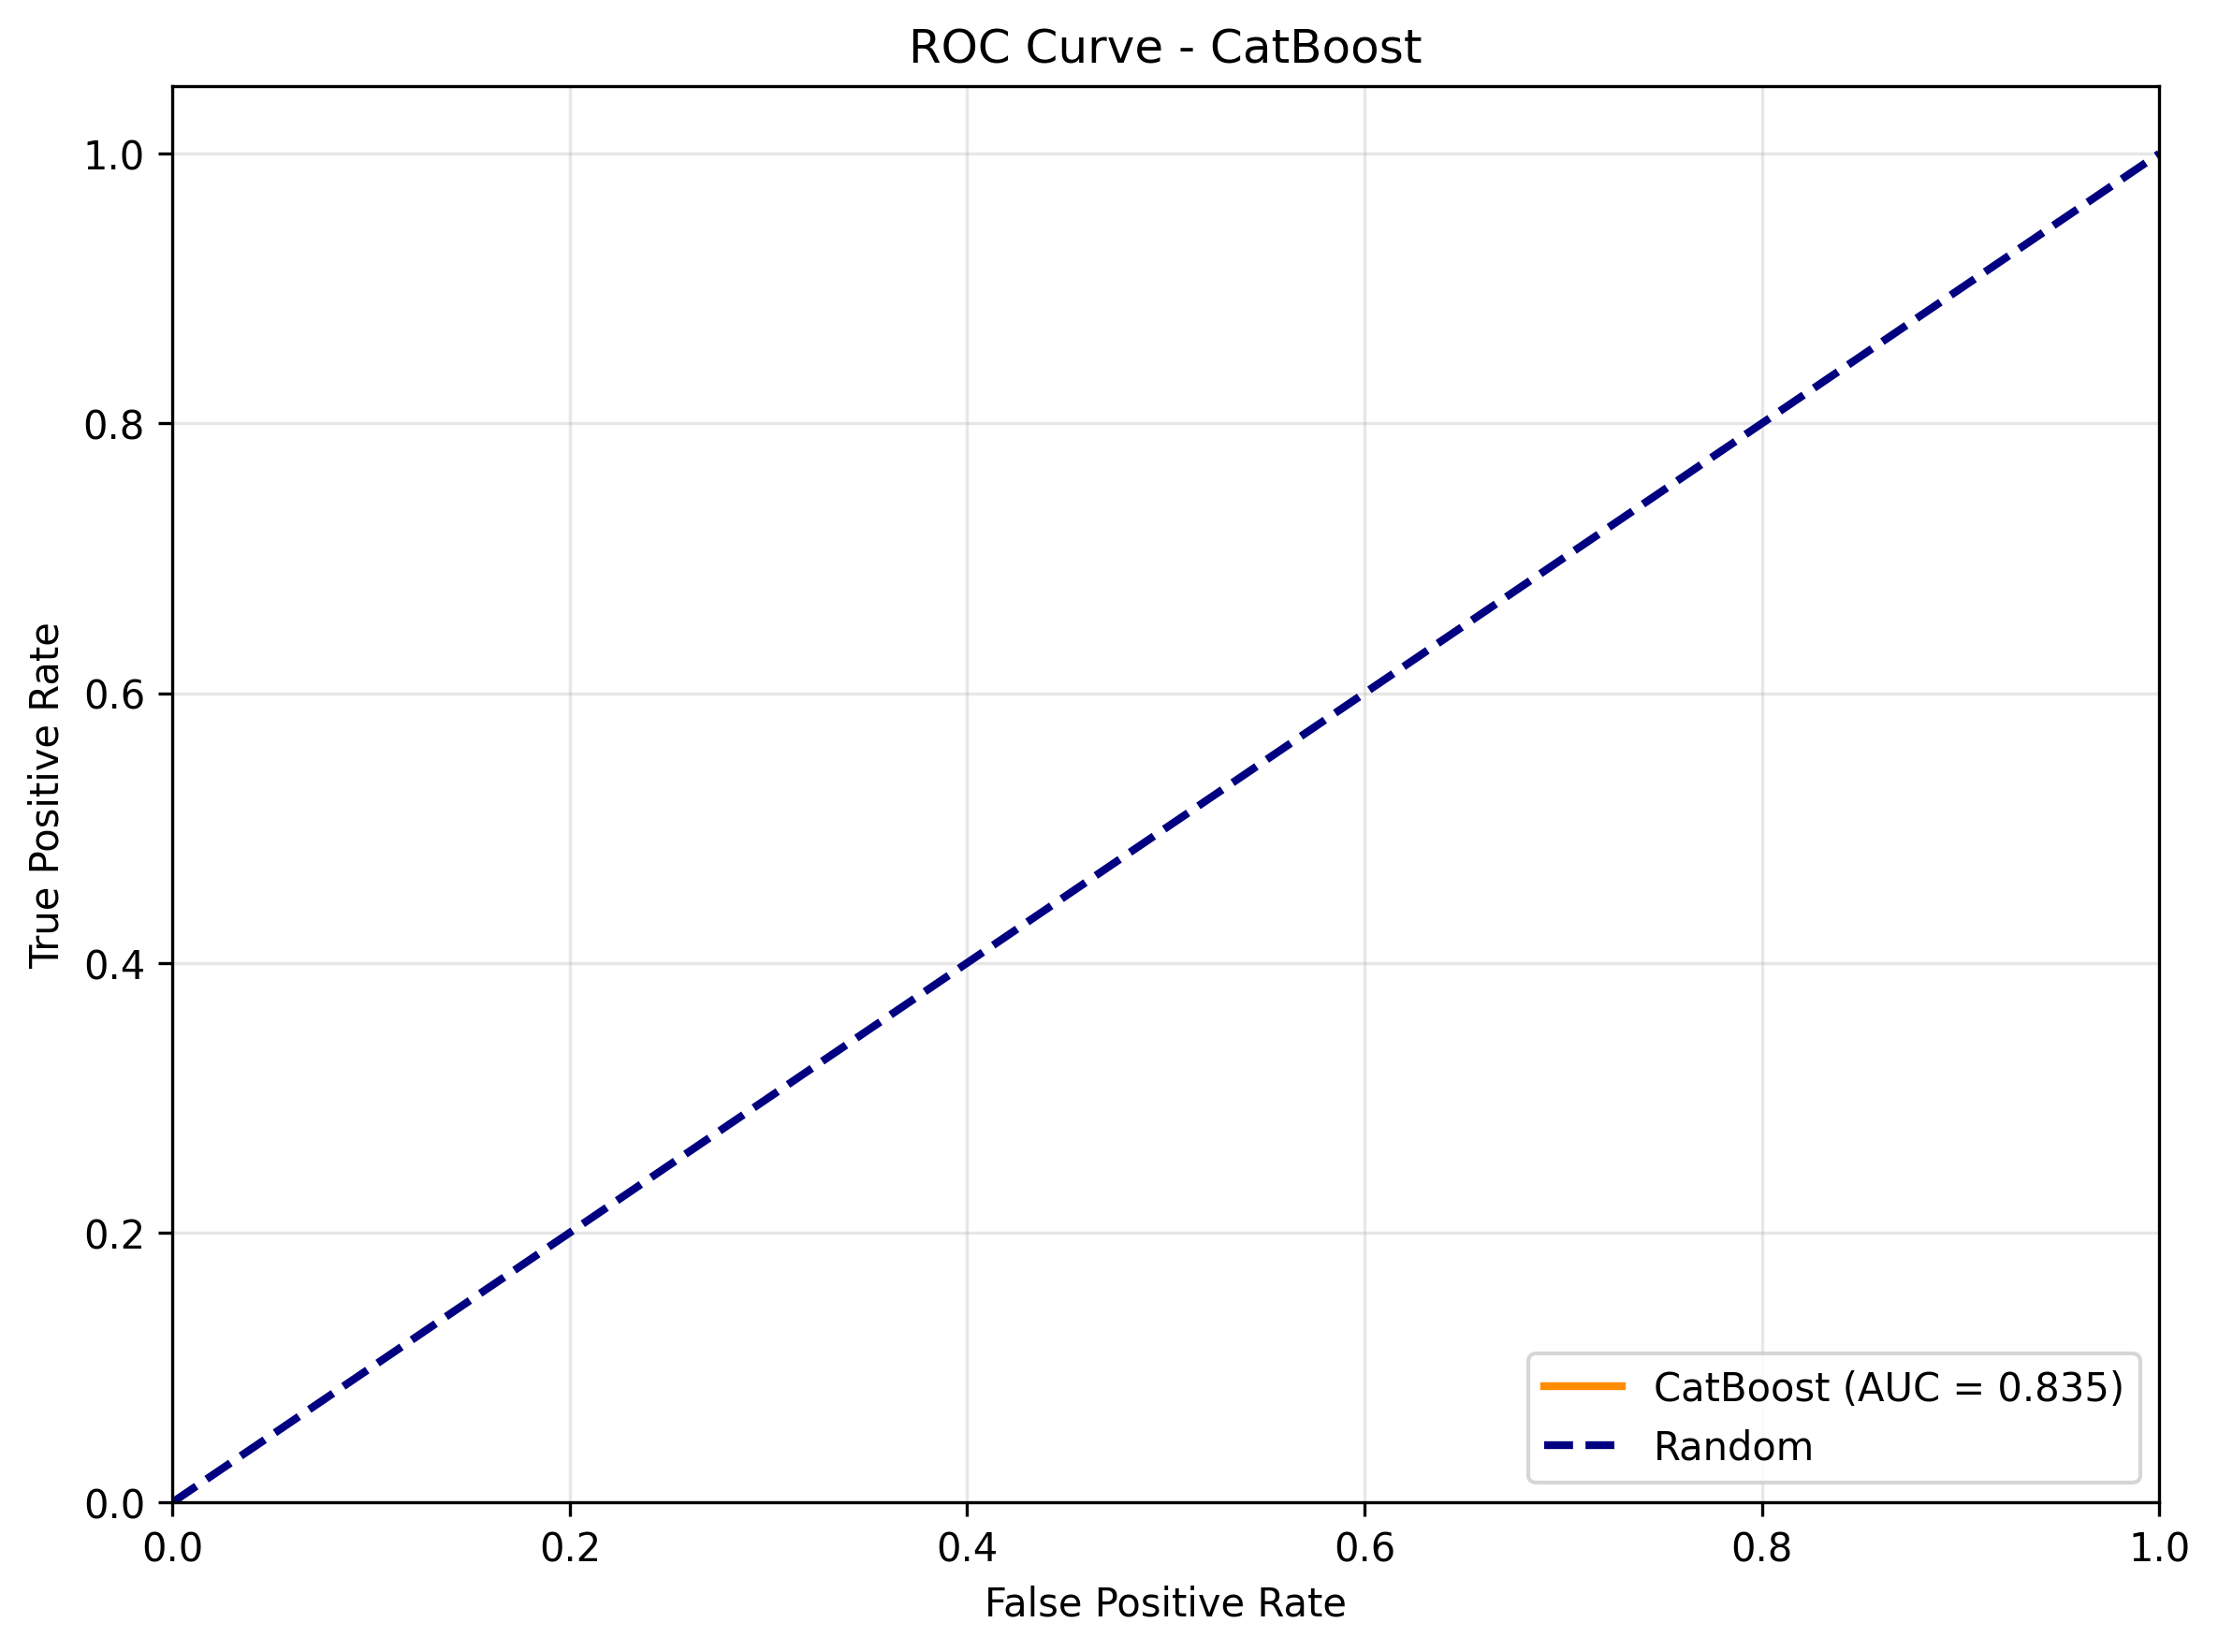 ROC Curve - CatBoost
True Positive Rate
1.0
0.8
0.6
0.4
0.2
0.0
0.0 0.2 0.4 0.6 0.8 1.0
False Positive Rate
CatBoost (AUC = 0.835)
Random